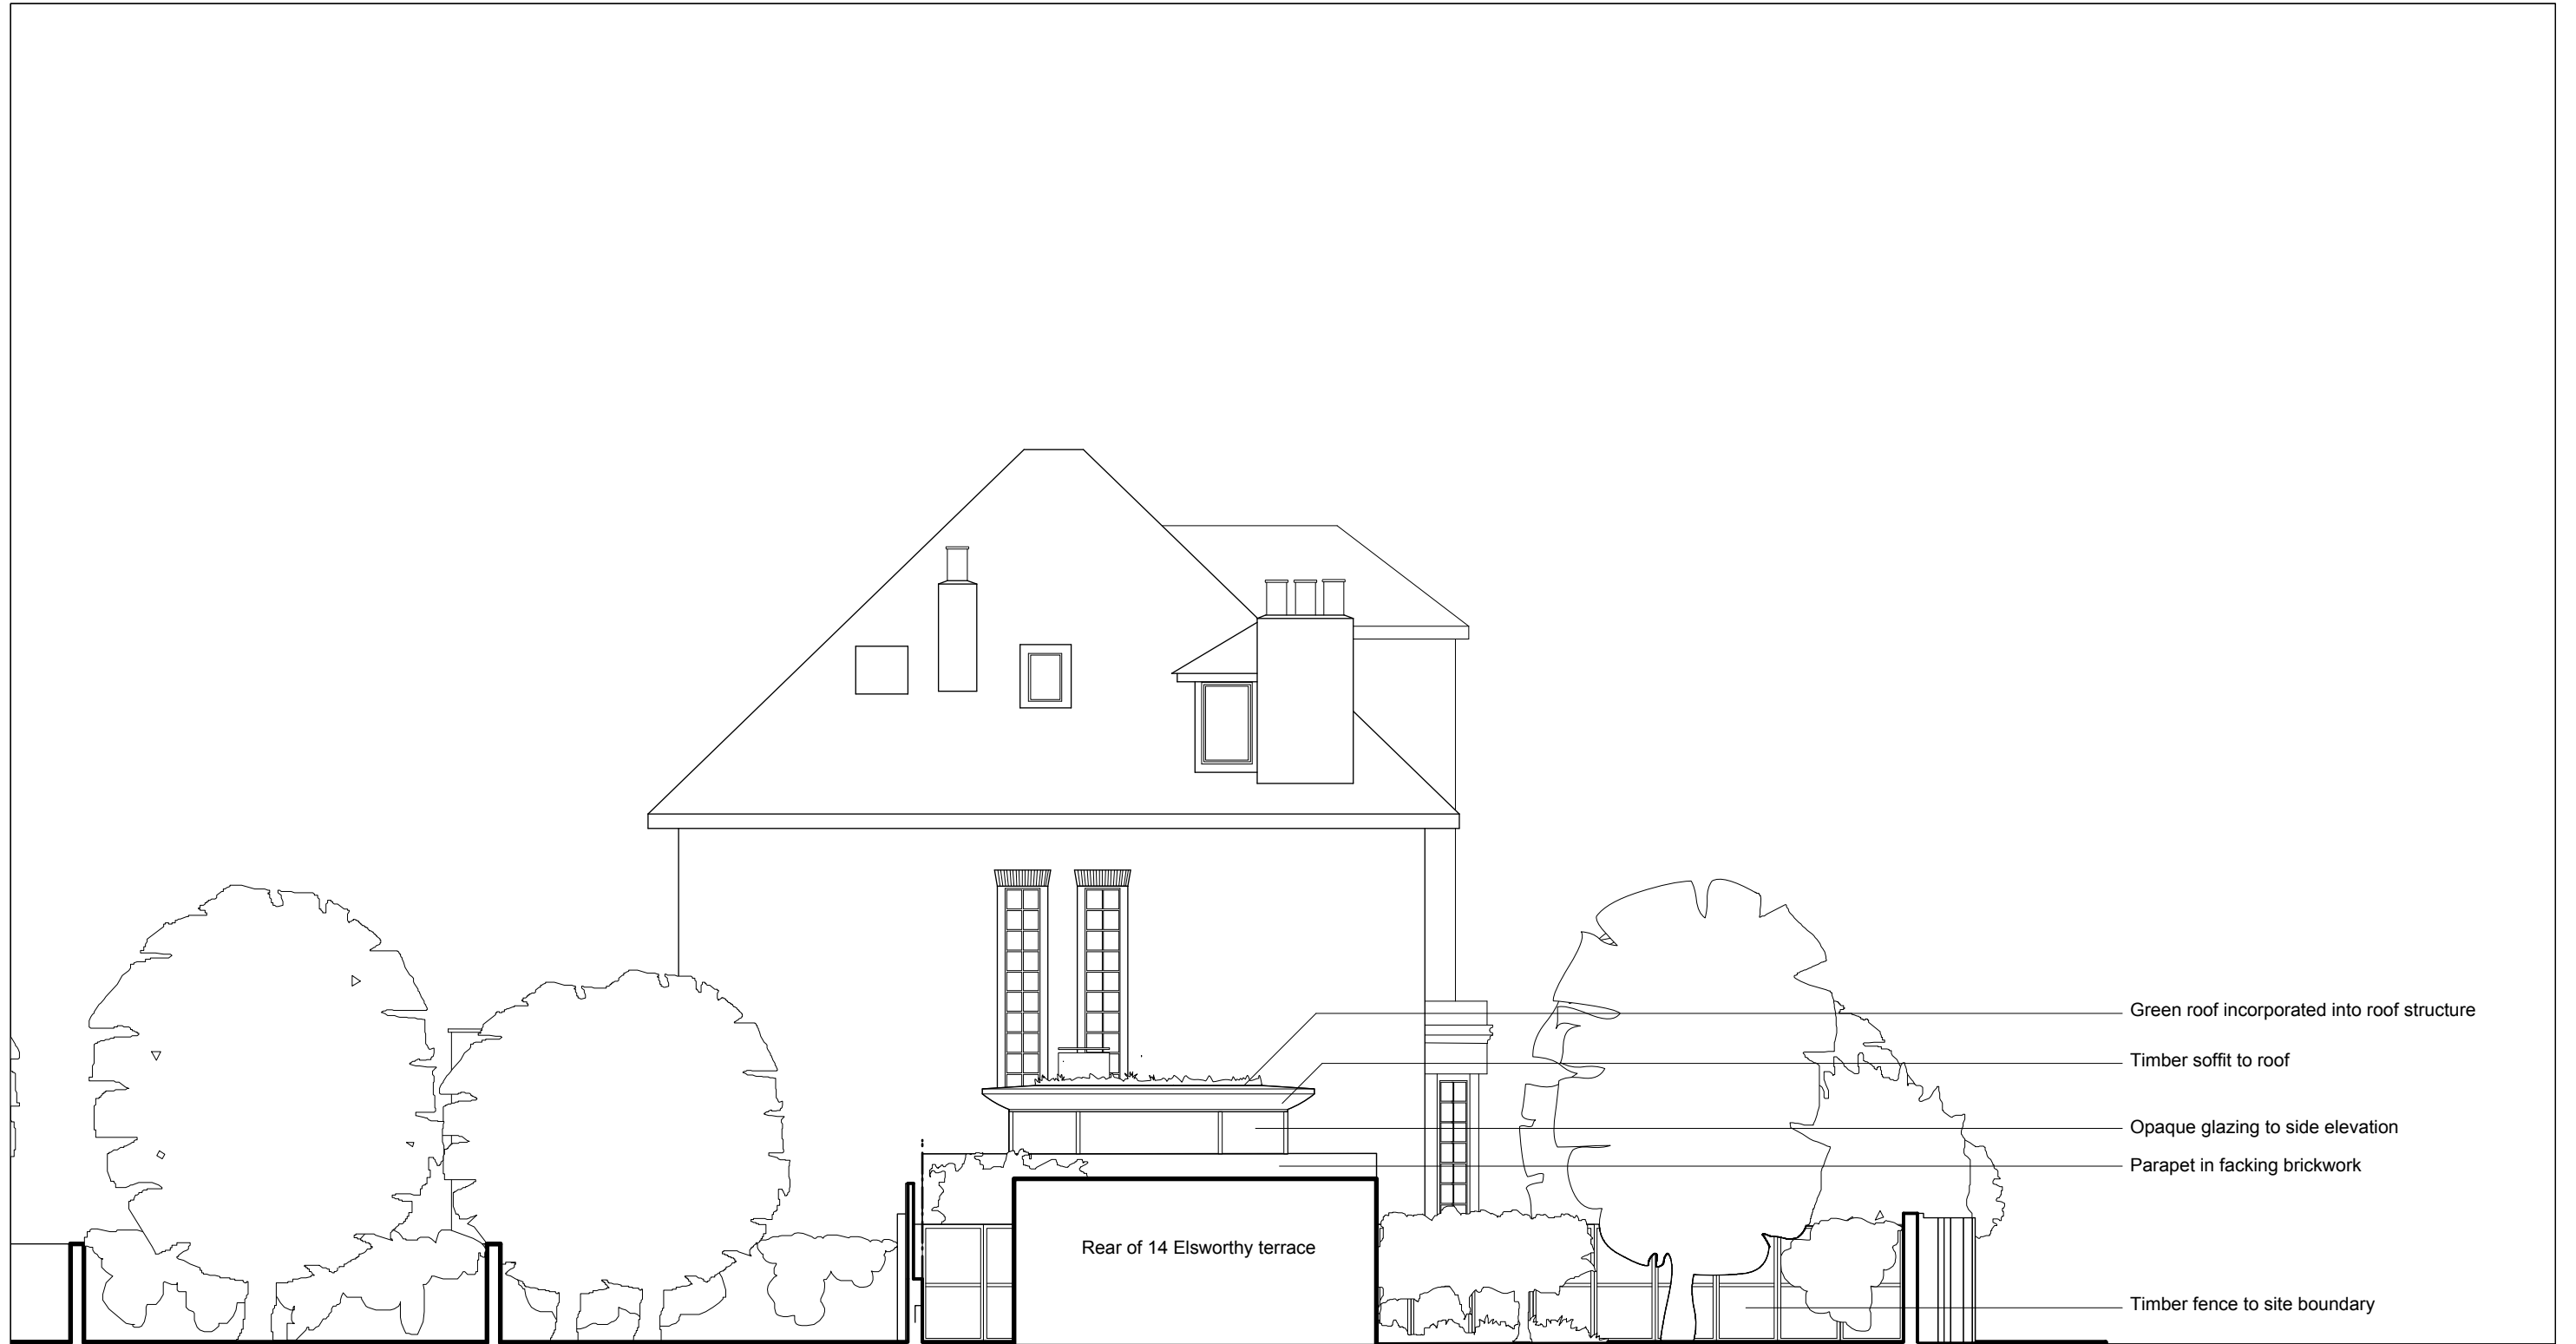 Green roof incorporated into roof structure
Timber soffit to roof
Opaque glazing to side elevation
Parapet in facking brickwork
Rear of 14 Elsworthy terrace
Timber fence to site boundary